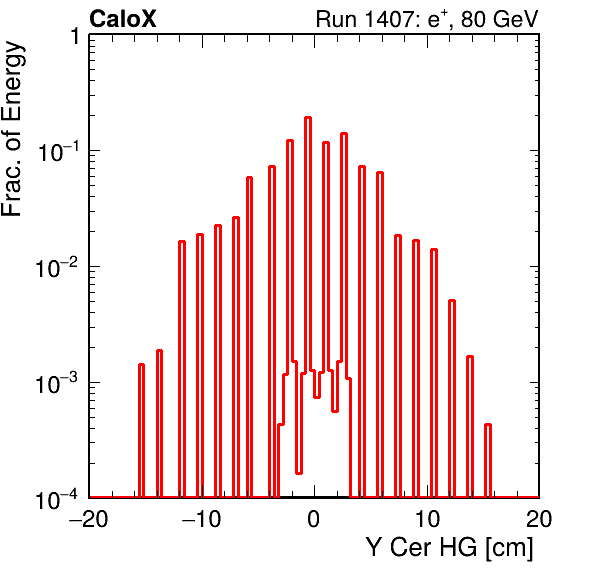 CaloX Run 1407: e⁺, 80 GeV
Frac. of Energy
1
10⁻¹
10⁻²
10⁻³
10⁻⁴
−20 −10 0 10 20
Y Cer HG [cm]